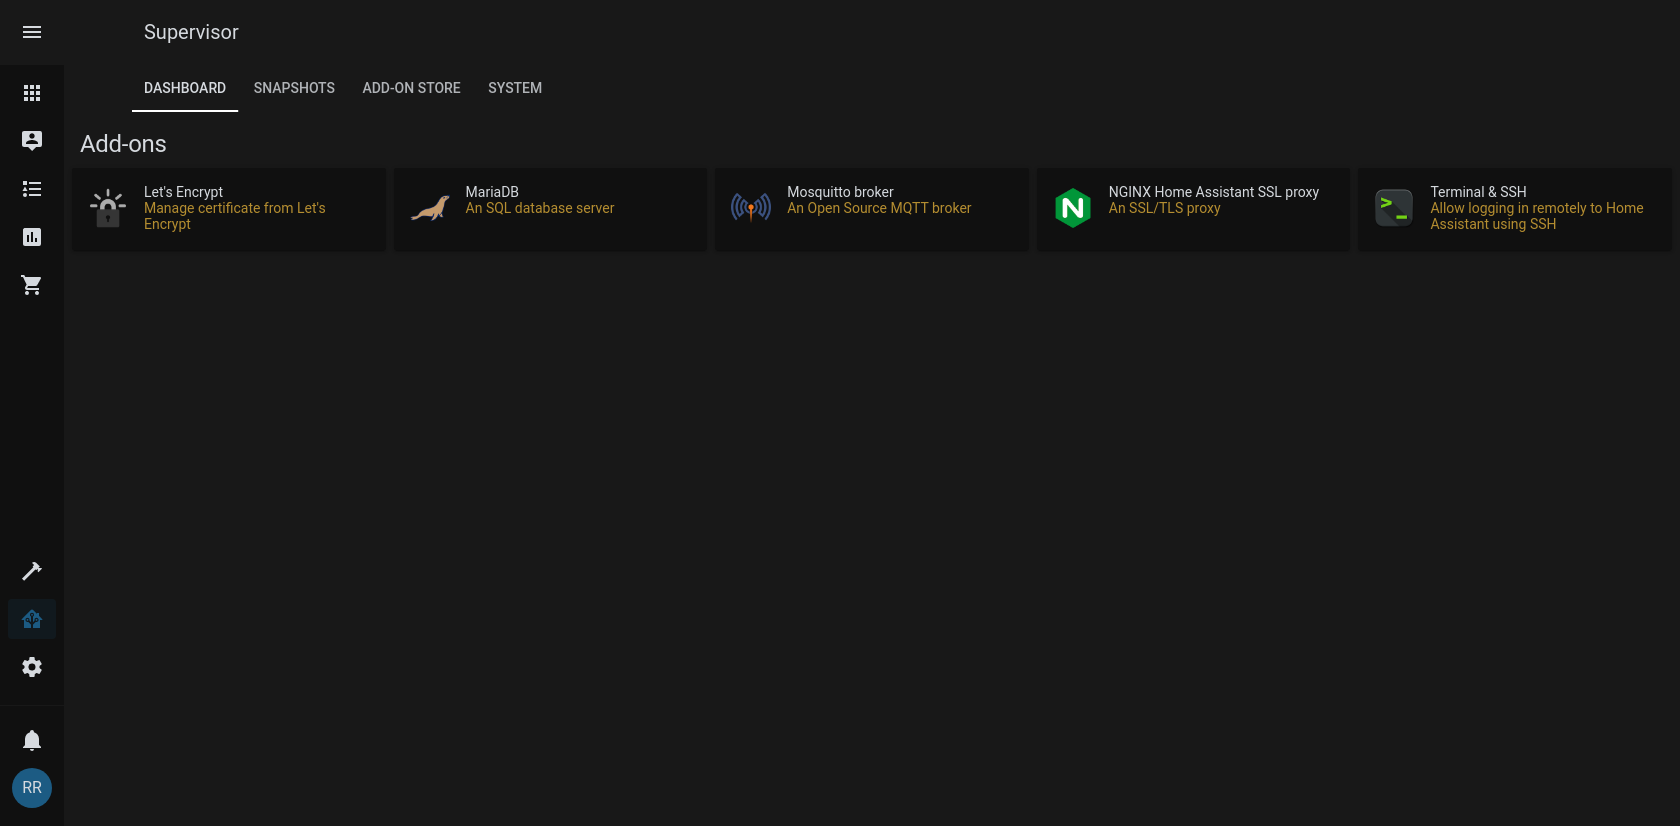 Supervisor
DASHBOARD SNAPSHOTS ADD-ON STORE SYSTEM
Add-ons
Let's Encrypt
Manage certificate from Let's
Encrypt
MariaDB
An SQL database server
Mosquitto broker
An Open Source MQTT broker
NGINX Home Assistant SSL proxy
An SSL/TLS proxy
Terminal & SSH
Allow logging in remotely to Home
Assistant using SSH
RR